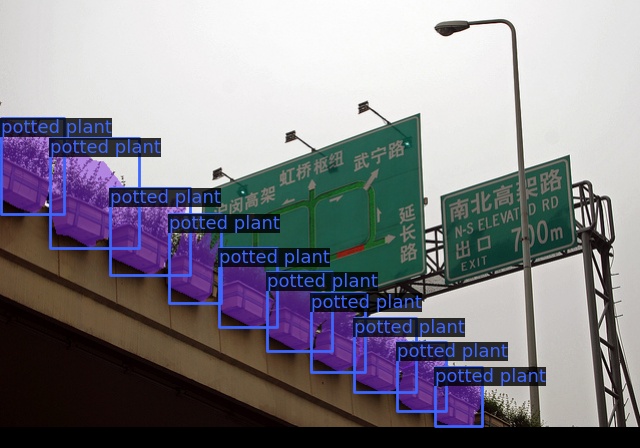 potted plant
potted plant
potted plant
potted plant
potted plant
potted plant
potted plant
potted plant
potted plant
potted plant
沪闵高架
虹桥枢纽
武宁路
延长路
南北高架路
N-S ELEVATED RD
出口 700m
EXIT